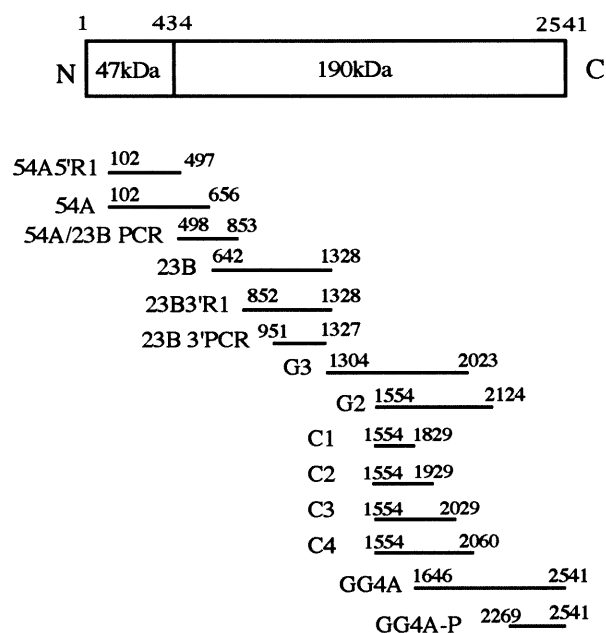 1 434 2541
N 47kDa 190kDa C
54A5'R1 102 497
54A 102 656
54A/23B PCR 498 853
23B 642 1328
23B3'R1 852 1328
23B 3'PCR 951 1327
G3 1304 2023
G2 1554 2124
C1 1554 1829
C2 1554 1929
C3 1554 2029
C4 1554 2060
GG4A 1646 2541
GG4A-P 2269 2541